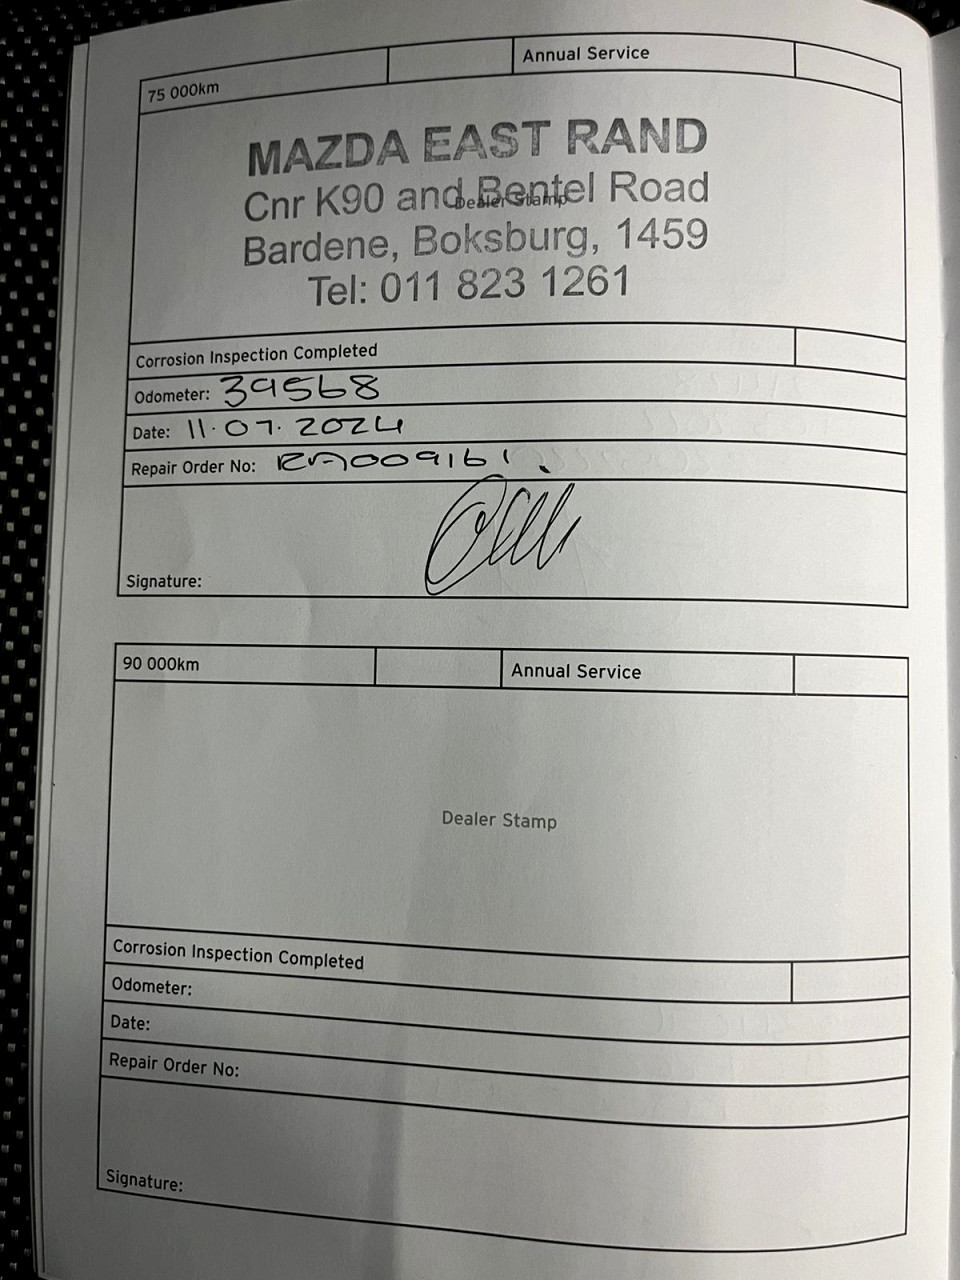 75 000km Annual Service
MAZDA EAST RAND
Cnr K90 and Bentel Road
Dealer Stamp
Bardene, Boksburg, 1459
Tel: 011 823 1261
Corrosion Inspection Completed
Odometer: 39568
Date: 11.07.2024
Repair Order No: RA009161
Signature:
90 000km Annual Service
Dealer Stamp
Corrosion Inspection Completed
Odometer:
Date:
Repair Order No:
Signature: